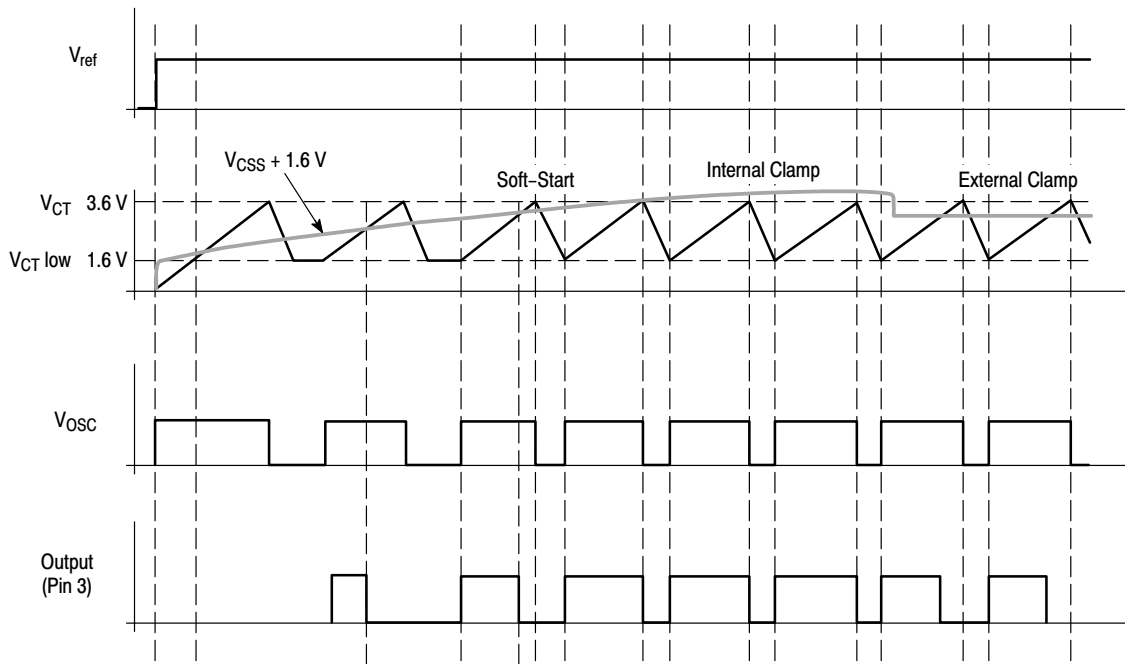 Vref
VCSS + 1.6 V
Soft–Start
Internal Clamp
External Clamp
VCT 3.6 V
VCT low 1.6 V
VOSC
Output
(Pin 3)